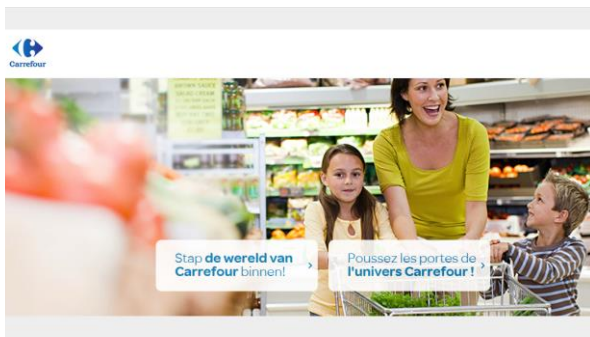 Carrefour
Stap de wereld van
Carrefour binnen!
Poussez les portes de
l'univers Carrefour !